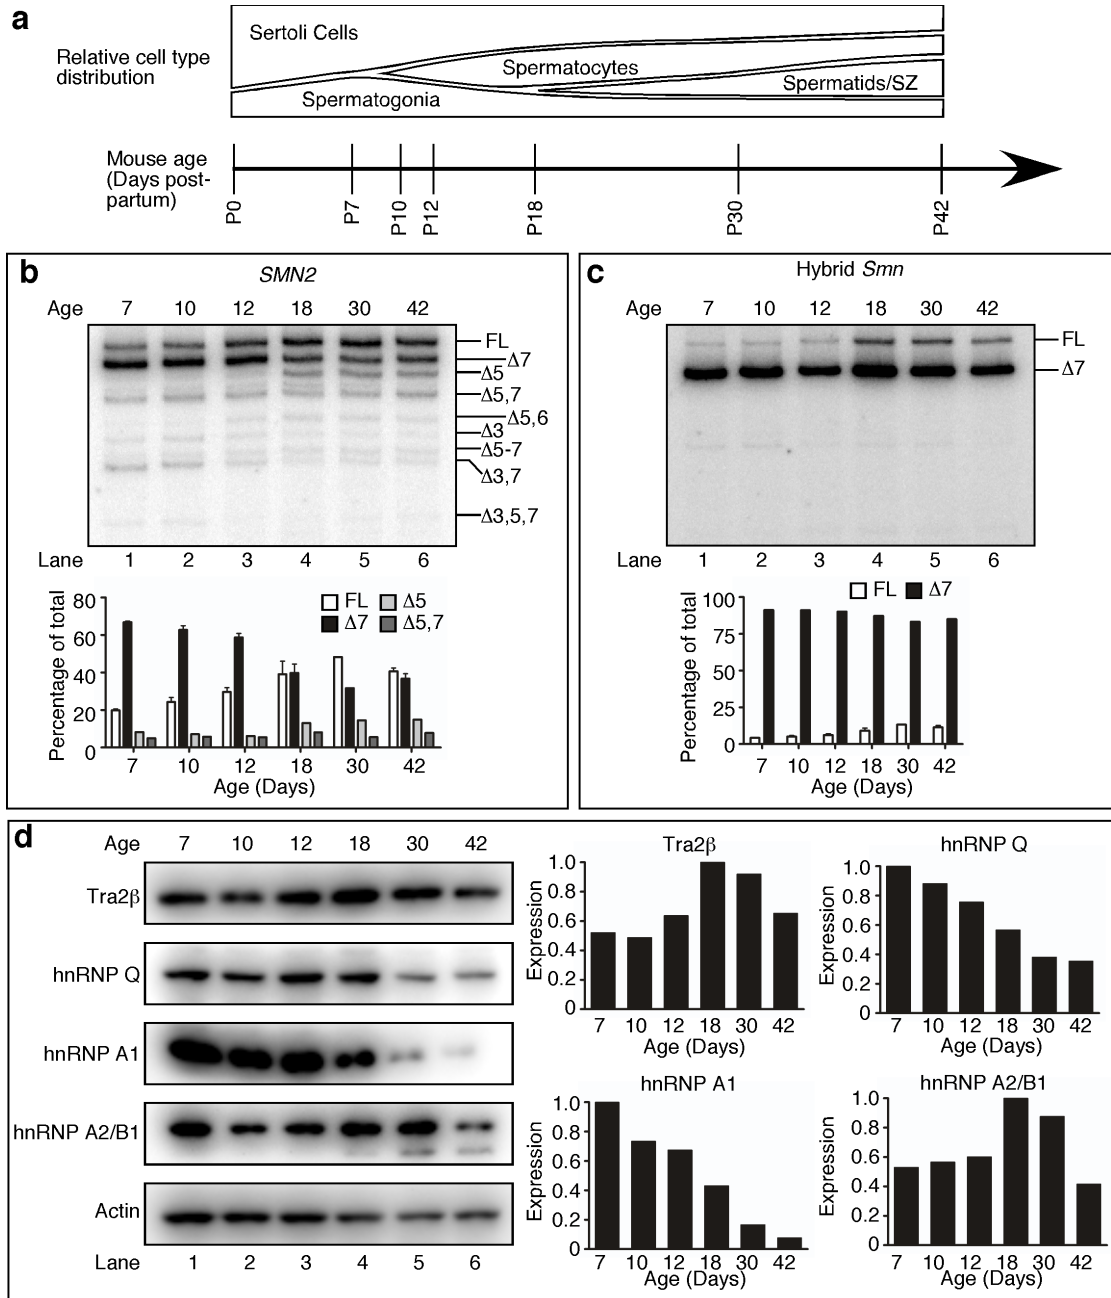 a
Relative cell type
distribution
Sertoli Cells
Spermatocytes
Spermatids/SZ
Spermatogonia
Mouse age
(Days post-
partum)
P0
P7
P10
P12
P18
P30
P42
b
SMN2
Age 7 10 12 18 30 42
FL
Δ7
Δ5
Δ5,7
Δ5,6
Δ3
Δ5-7
Δ3,7
Δ3,5,7
Lane 1 2 3 4 5 6
Percentage of total
80
60
40
20
0
FL Δ5
Δ7 Δ5,7
7 10 12 18 30 42
Age (Days)
c
Hybrid Smn
Age 7 10 12 18 30 42
FL
Δ7
Lane 1 2 3 4 5 6
Percentage of total
100
75
50
25
0
FL Δ7
7 10 12 18 30 42
Age (Days)
d
Age 7 10 12 18 30 42
Tra2β
hnRNP Q
hnRNP A1
hnRNP A2/B1
Actin
Lane 1 2 3 4 5 6
Tra2β
Expression
1.0
0.8
0.6
0.4
0.2
0
7 10 12 18 30 42
Age (Days)
hnRNP Q
Expression
1.0
0.8
0.6
0.4
0.2
0
7 10 12 18 30 42
Age (Days)
hnRNP A1
Expression
1.0
0.8
0.6
0.4
0.2
0
7 10 12 18 30 42
Age (Days)
hnRNP A2/B1
Expression
1.0
0.8
0.6
0.4
0.2
0
7 10 12 18 30 42
Age (Days)